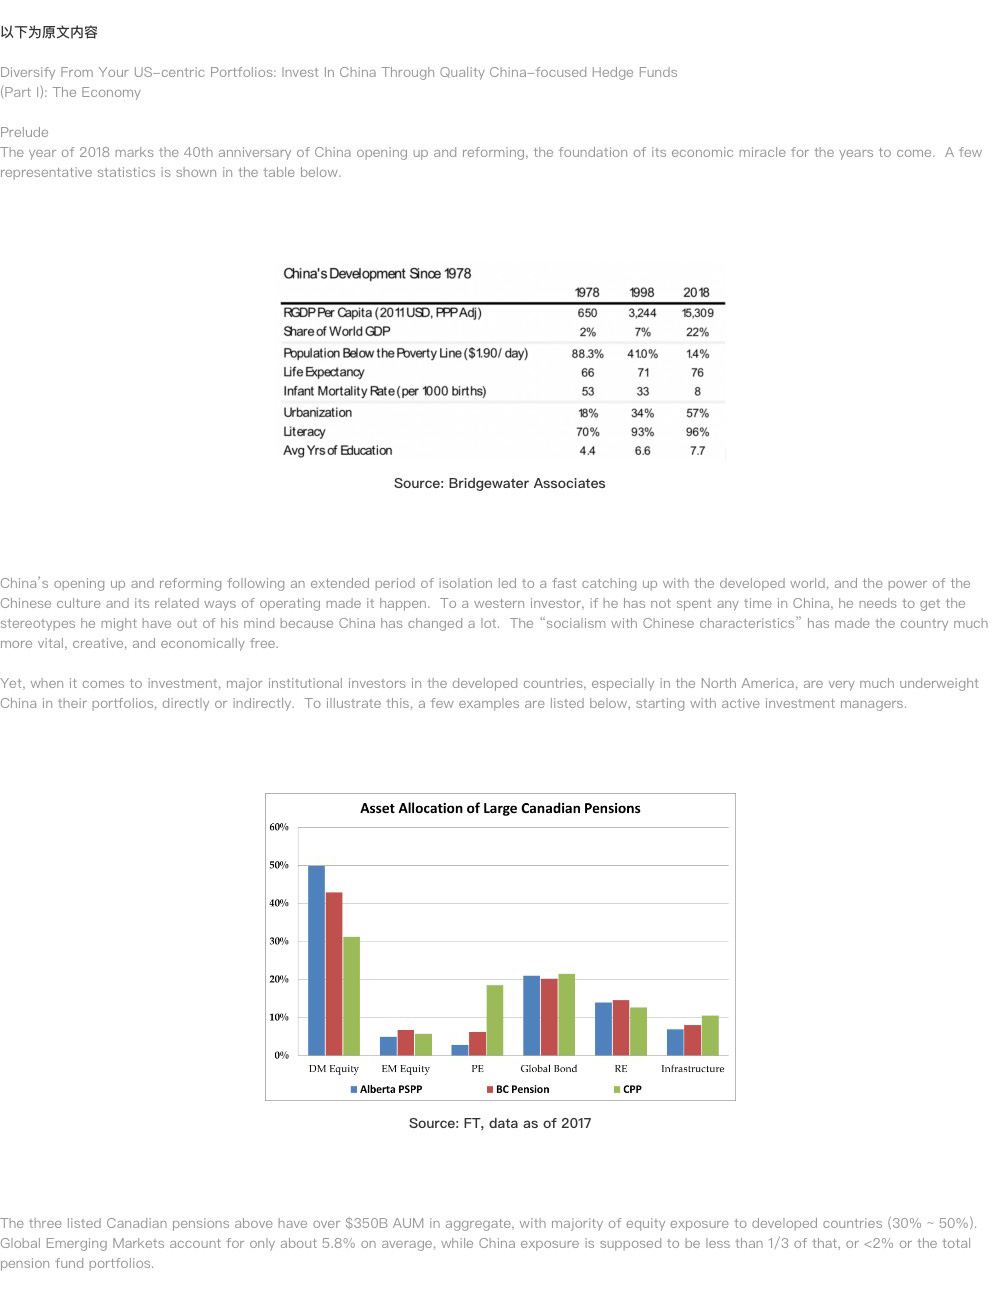 以下为原文内容
Diversify From Your US-centric Portfolios: Invest In China Through Quality China-focused Hedge Funds
(Part I): The Economy
Prelude
The year of 2018 marks the 40th anniversary of China opening up and reforming, the foundation of its economic miracle for the years to come.  A few
representative statistics is shown in the table below.
China's Development Since 1978
1978 1998 2018
RGDP Per Capita (2011 USD, PPP Adj) 650 3,244 15,309
Share of World GDP 2% 7% 22%
Population Below the Poverty Line ($1.90/ day) 88.3% 41.0% 1.4%
Life Expectancy 66 71 76
Infant Mortality Rate (per 1000 births) 53 33 8
Urbanization 18% 34% 57%
Literacy 70% 93% 96%
Avg Yrs of Education 4.4 6.6 7.7
Source: Bridgewater Associates
China's opening up and reforming following an extended period of isolation led to a fast catching up with the developed world, and the power of the
Chinese culture and its related ways of operating made it happen.  To a western investor, if he has not spent any time in China, he needs to get the
stereotypes he might have out of his mind because China has changed a lot.  The “socialism with Chinese characteristics” has made the country much
more vital, creative, and economically free.
Yet, when it comes to investment, major institutional investors in the developed countries, especially in the North America, are very much underweight
China in their portfolios, directly or indirectly.  To illustrate this, a few examples are listed below, starting with active investment managers.
Asset Allocation of Large Canadian Pensions
60%
50%
40%
30%
20%
10%
0%
DM Equity EM Equity PE Global Bond RE Infrastructure
Alberta PSPP BC Pension CPP
Source: FT, data as of 2017
The three listed Canadian pensions above have over $350B AUM in aggregate, with majority of equity exposure to developed countries (30% ~ 50%).
Global Emerging Markets account for only about 5.8% on average, while China exposure is supposed to be less than 1/3 of that, or <2% or the total
pension fund portfolios.